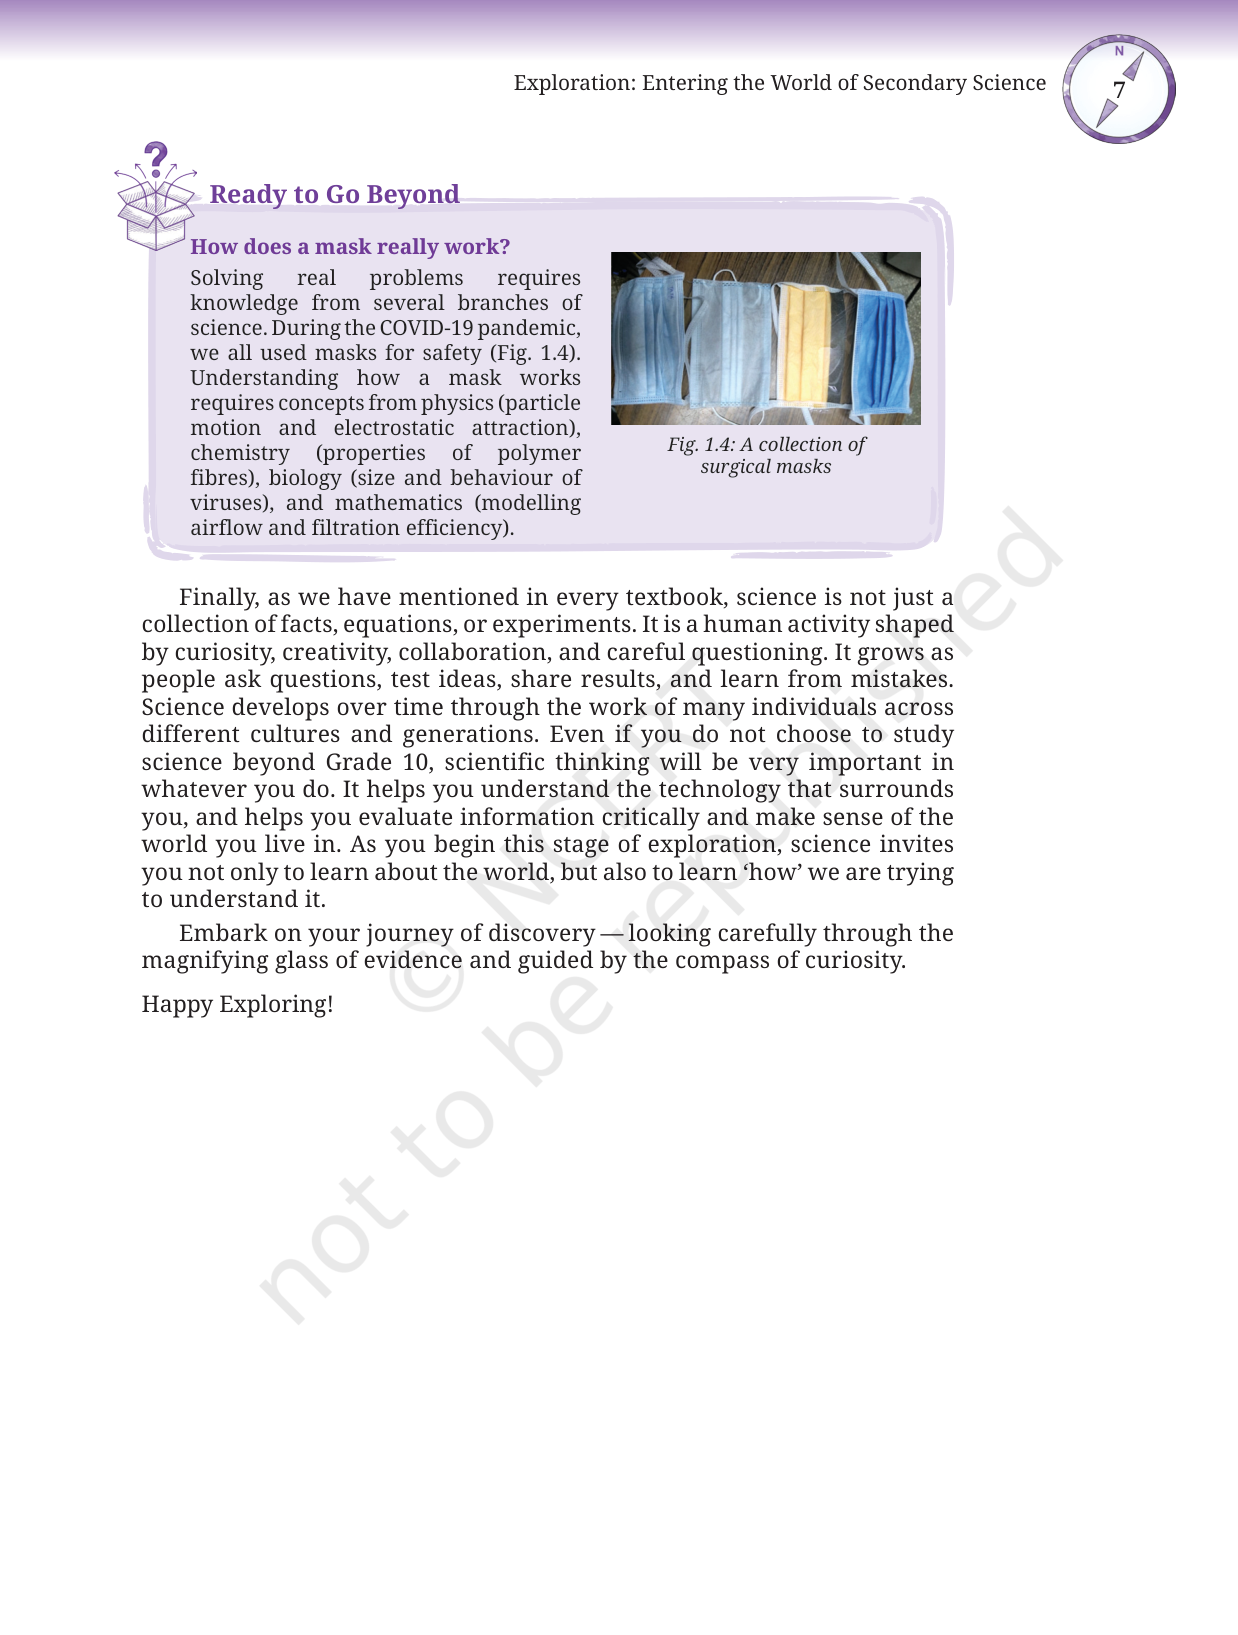 Exploration: Entering the World of Secondary Science
N
7
?
Ready to Go Beyond
How does a mask really work?
Solving real problems requires
knowledge from several branches of
science. During the COVID-19 pandemic,
we all used masks for safety (Fig. 1.4).
Understanding how a mask works
requires concepts from physics (particle
motion and electrostatic attraction),
chemistry (properties of polymer
fibres), biology (size and behaviour of
viruses), and mathematics (modelling
airflow and filtration efficiency).
Fig. 1.4: A collection of
surgical masks
Finally, as we have mentioned in every textbook, science is not just a
collection of facts, equations, or experiments. It is a human activity shaped
by curiosity, creativity, collaboration, and careful questioning. It grows as
people ask questions, test ideas, share results, and learn from mistakes.
Science develops over time through the work of many individuals across
different cultures and generations. Even if you do not choose to study
science beyond Grade 10, scientific thinking will be very important in
whatever you do. It helps you understand the technology that surrounds
you, and helps you evaluate information critically and make sense of the
world you live in. As you begin this stage of exploration, science invites
you not only to learn about the world, but also to learn ‘how’ we are trying
to understand it.
Embark on your journey of discovery — looking carefully through the
magnifying glass of evidence and guided by the compass of curiosity.
Happy Exploring!
© NCERT
not to be republished